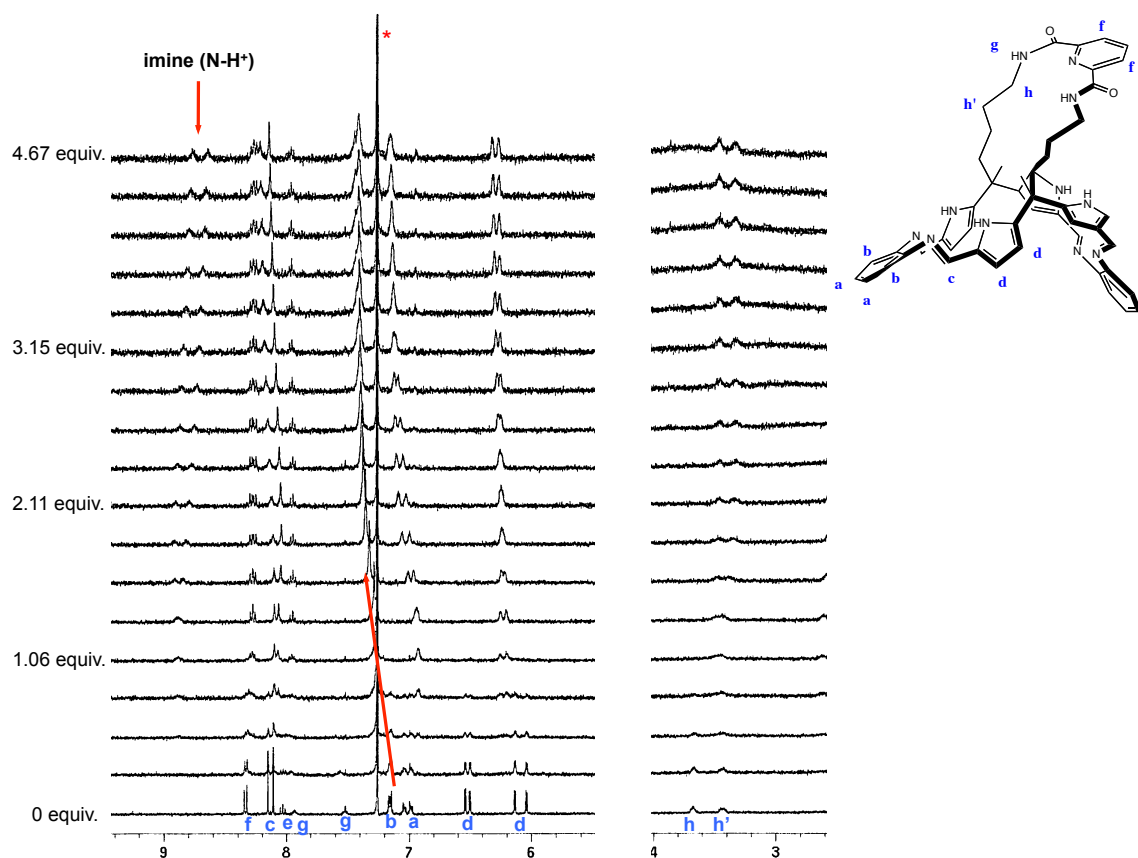 *
imine (N-H⁺)
4.67 equiv.
3.15 equiv.
2.11 equiv.
1.06 equiv.
0 equiv.
f c e g g b a d d h h’
9 8 7 6 4 3
f
g
O
NH
N
f
h
HN
O
h'
NH
HN
HN
HN
N
N
N
N
b
b
d
a
c
d
a